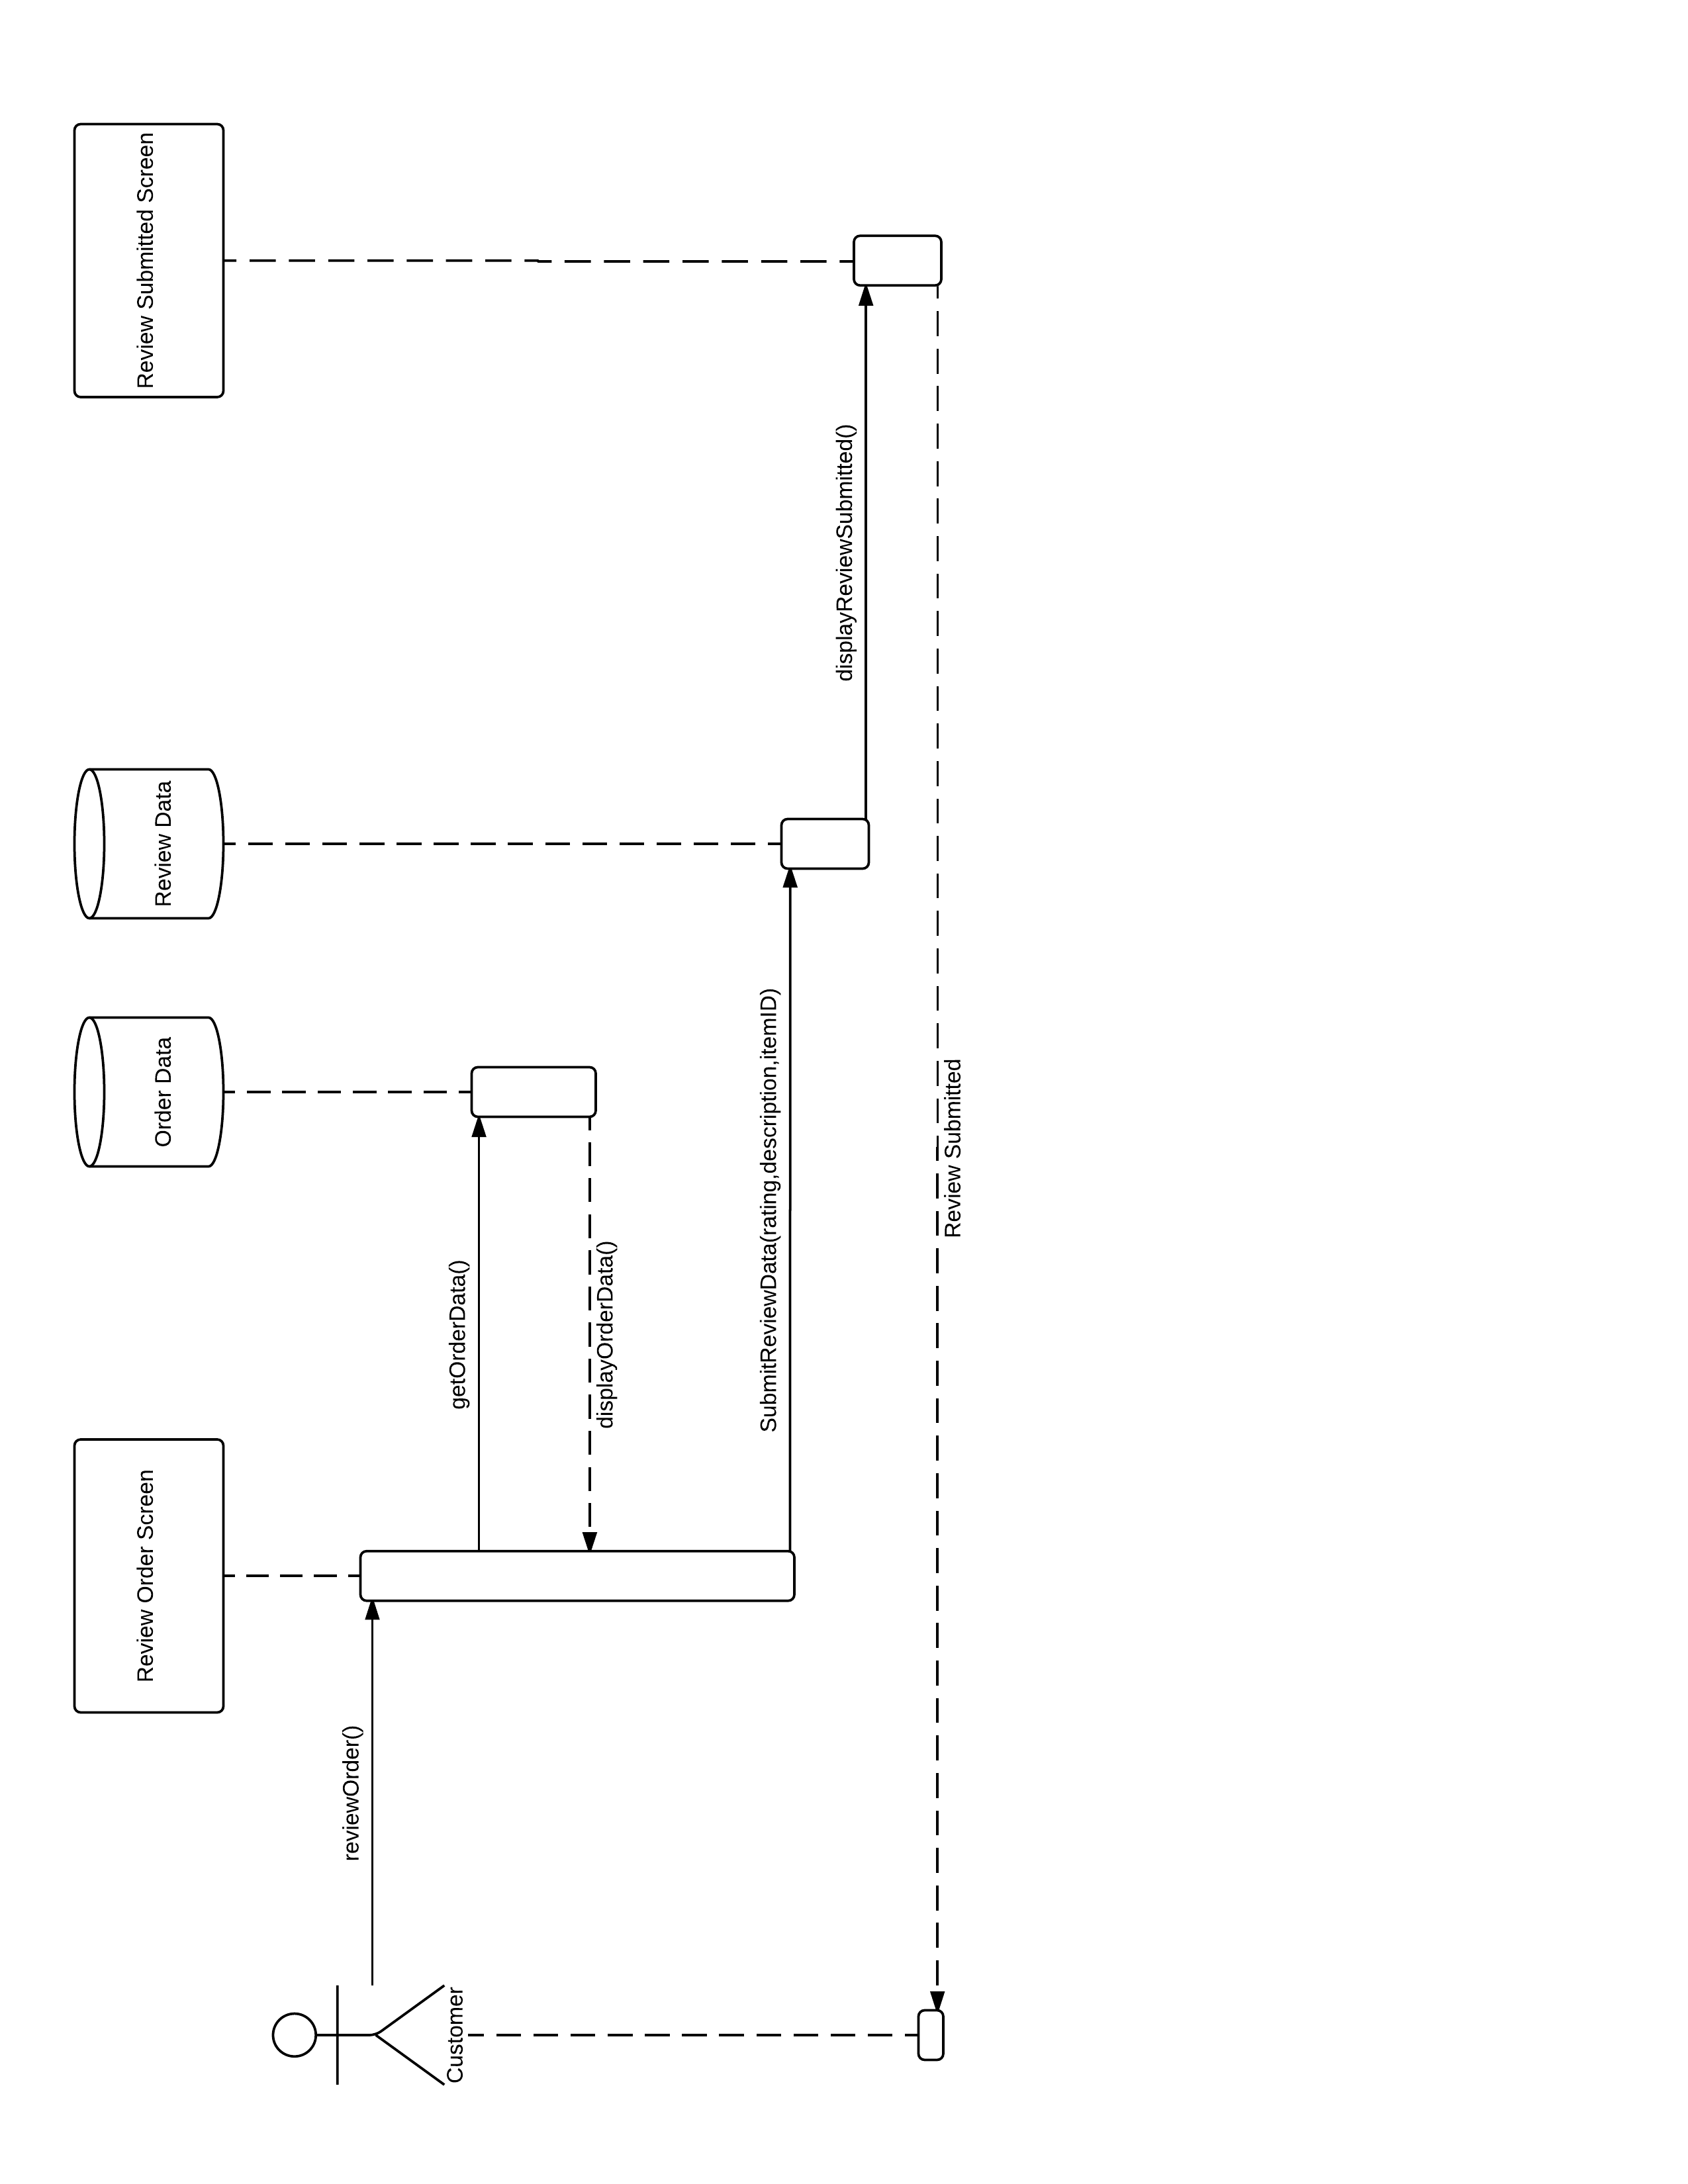 Review Order Screen
Order Data
Review Data
Review Submitted Screen
Customer
reviewOrder()
getOrderData()
displayOrderData()
SubmitReviewData(rating,description,itemID)
displayReviewSubmitted()
Review Submitted